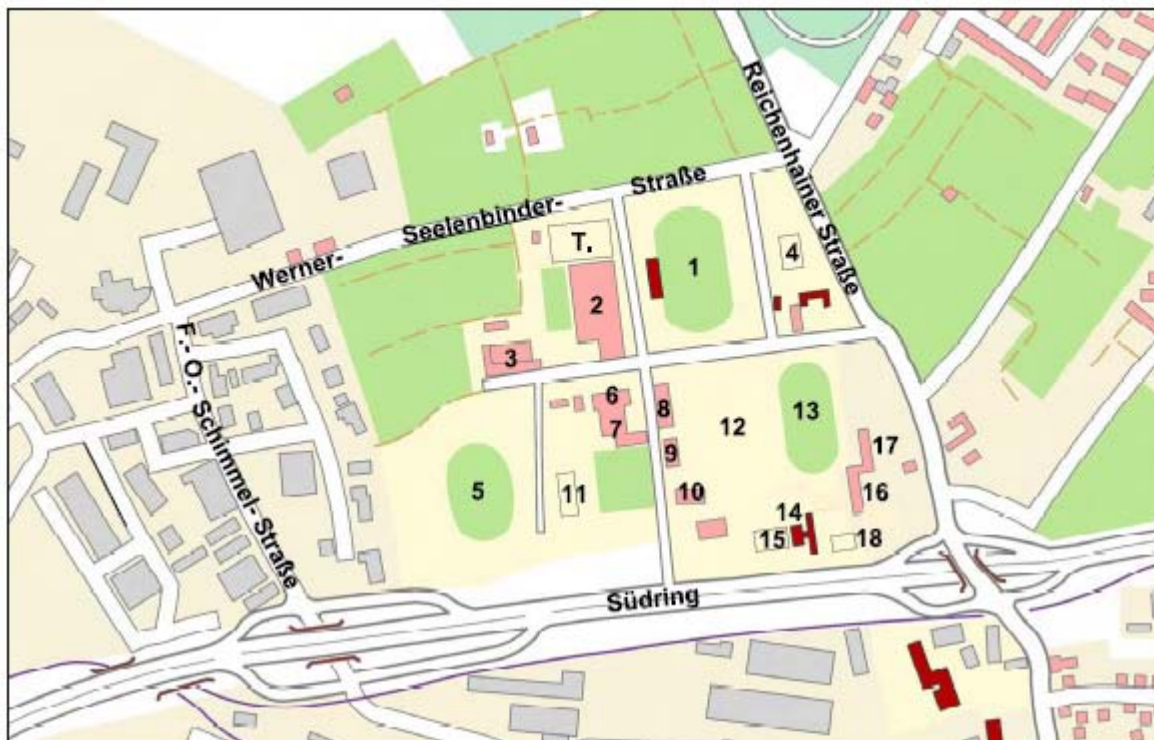 Reichenhainer Straße
Werner-
Seelenbinder-
Straße
T.
1
4
2
3
F.- O.- Schimmel- Straße
6
7
8
9
10
12
13
5
11
17
16
14
15
18
Südring